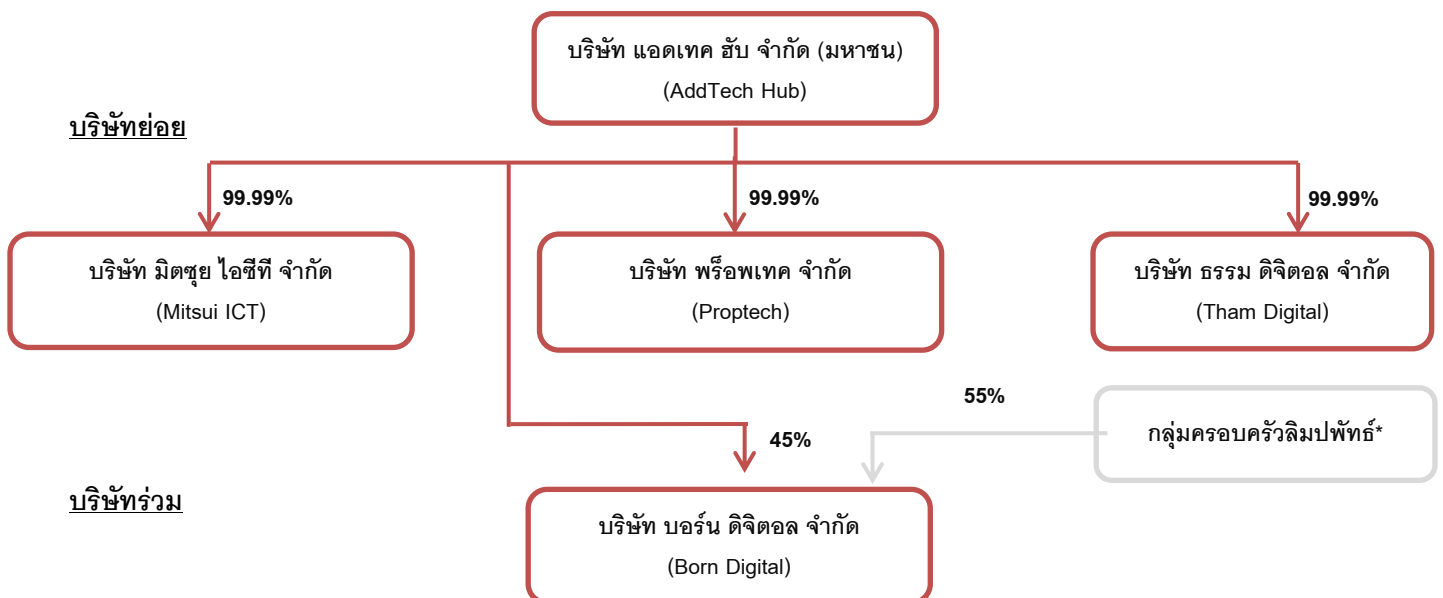 บริษัท แอดเทค ฮับ จำกัด (มหาชน)
(AddTech Hub)
บริษัทย่อย
99.99%
99.99%
99.99%
บริษัท มิตซุย ไอซีที จำกัด
(Mitsui ICT)
บริษัท พร็อพเทค จำกัด
(Proptech)
บริษัท ธรรม ดิจิตอล จำกัด
(Tham Digital)
55%
45%
กลุ่มครอบครัวลิมปพัทธ์*
บริษัทร่วม
บริษัท บอร์น ดิจิตอล จำกัด
(Born Digital)